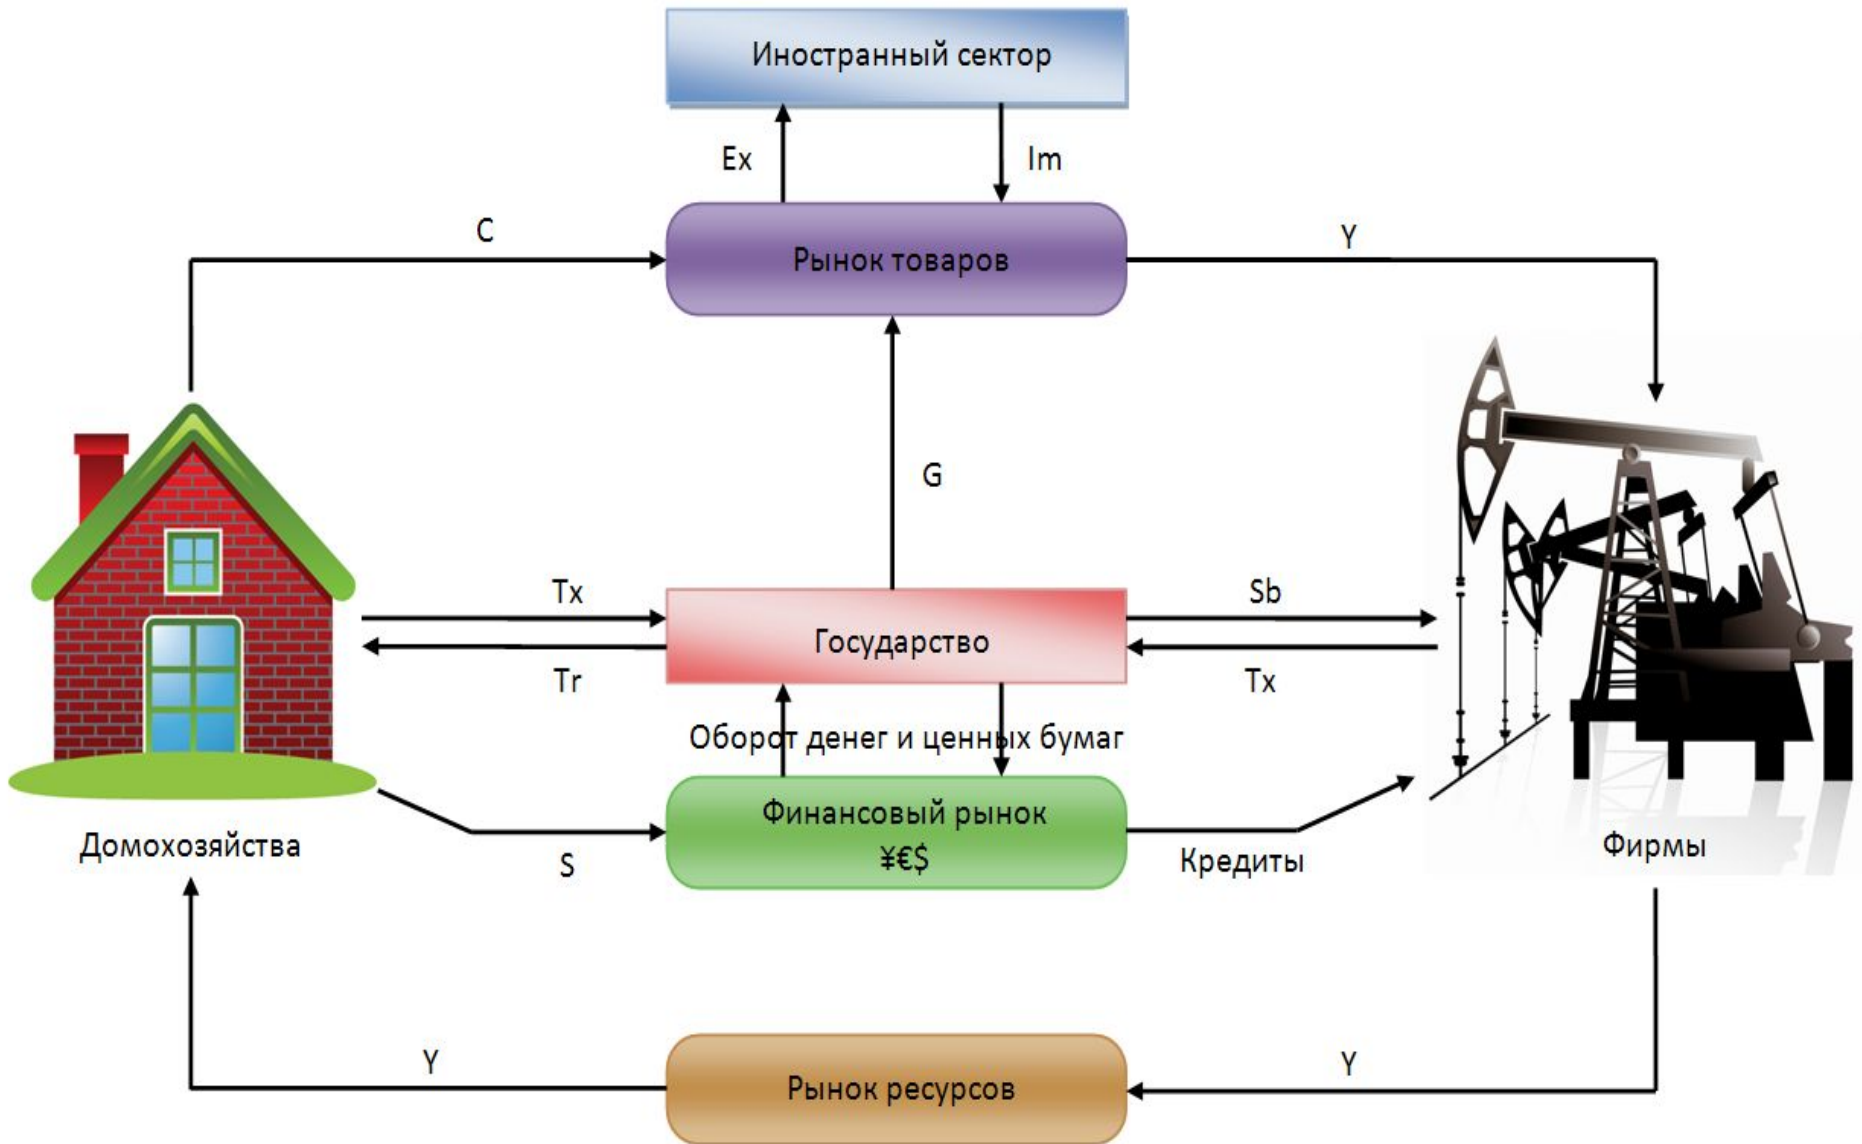 Иностранный сектор
Ex
Im
C
Рынок товаров
Y
G
Tx
Sb
Государство
Tr
Tx
Оборот денег и ценных бумаг
Финансовый рынок
¥€$
Домохозяйства
S
Кредиты
Фирмы
Y
Рынок ресурсов
Y